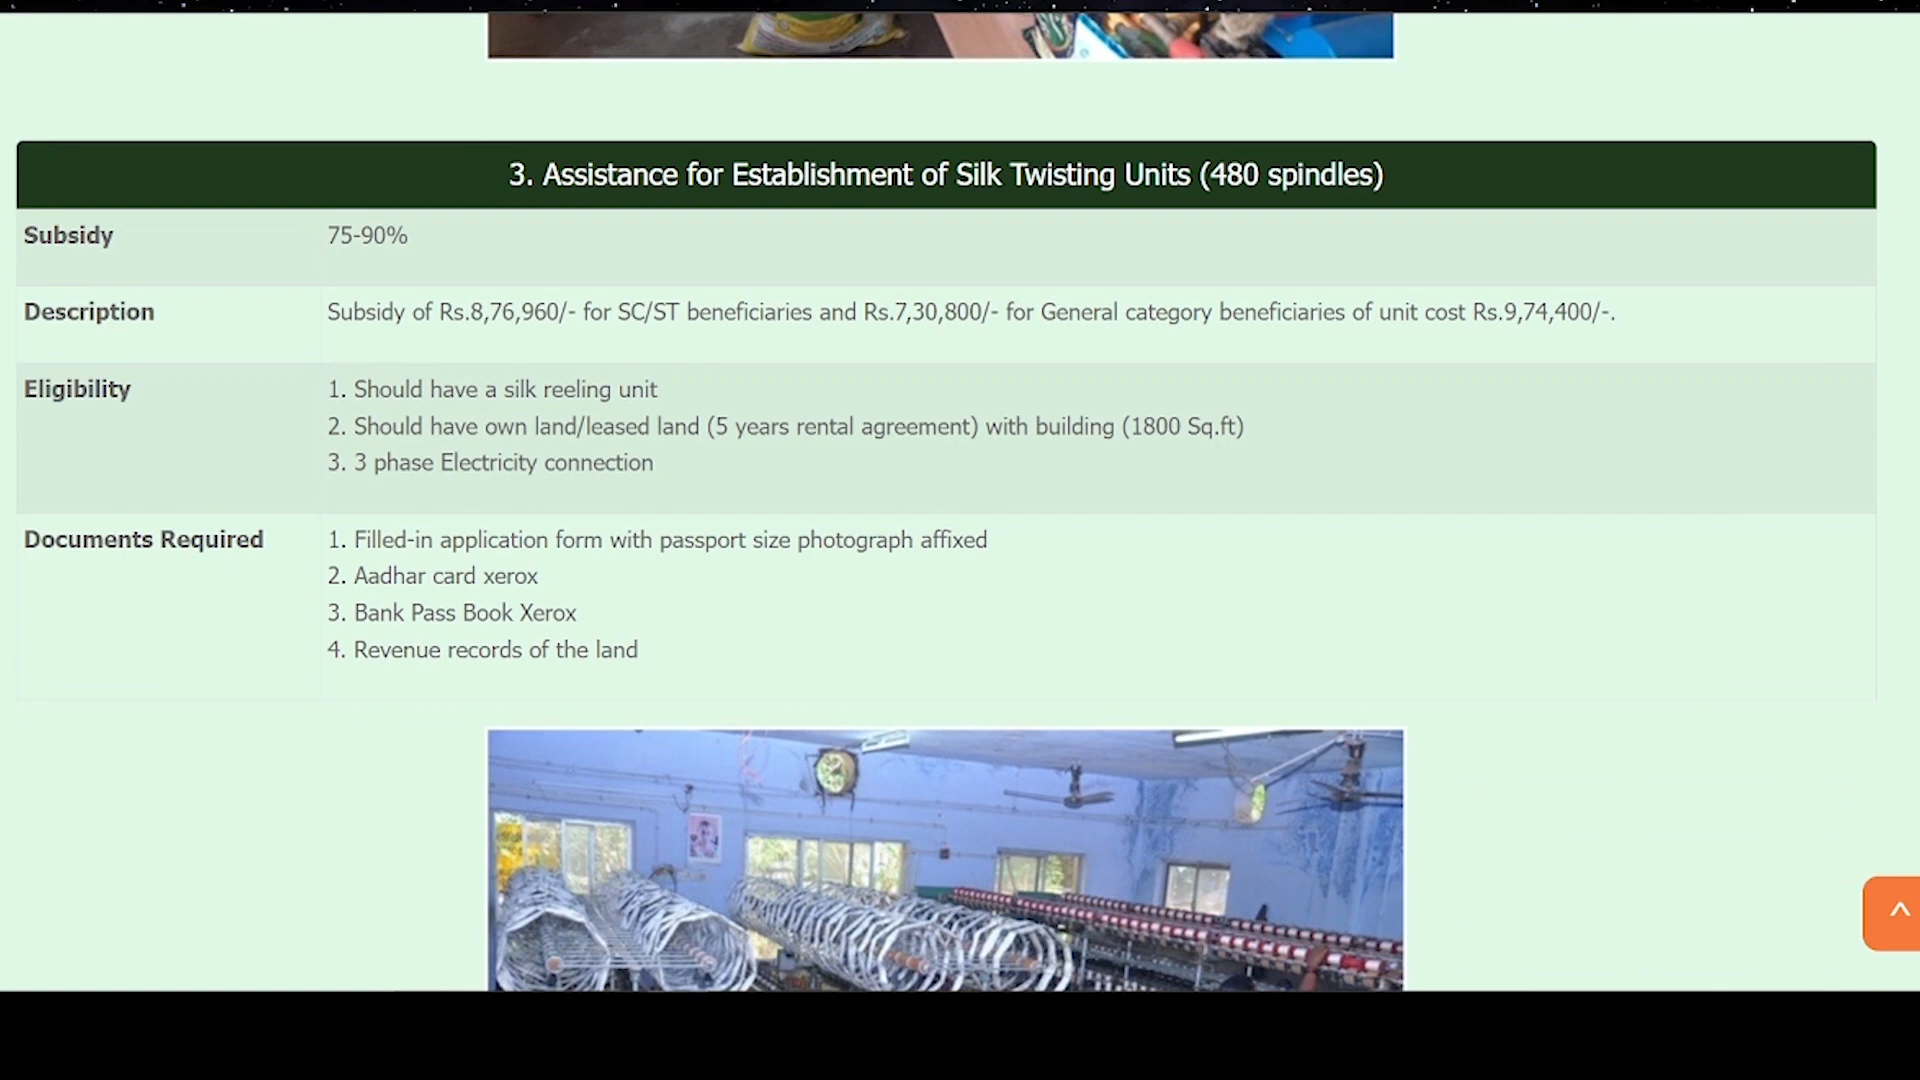 3. Assistance for Establishment of Silk Twisting Units (480 spindles)
Subsidy 75-90%
Description Subsidy of Rs.8,76,960/- for SC/ST beneficiaries and Rs.7,30,800/- for General category beneficiaries of unit cost Rs.9,74,400/-.
Eligibility 1. Should have a silk reeling unit
2. Should have own land/leased land (5 years rental agreement) with building (1800 Sq.ft)
3. 3 phase Electricity connection
Documents Required 1. Filled-in application form with passport size photograph affixed
2. Aadhar card xerox
3. Bank Pass Book Xerox
4. Revenue records of the land